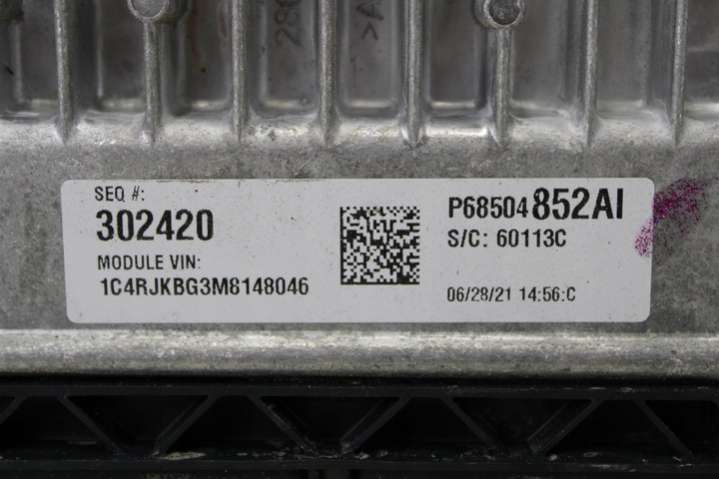 SEQ #:
302420
MODULE VIN:
1C4RJKBG3M8148046
P68504852AI
S/C: 60113C
06/28/21 14:56:C